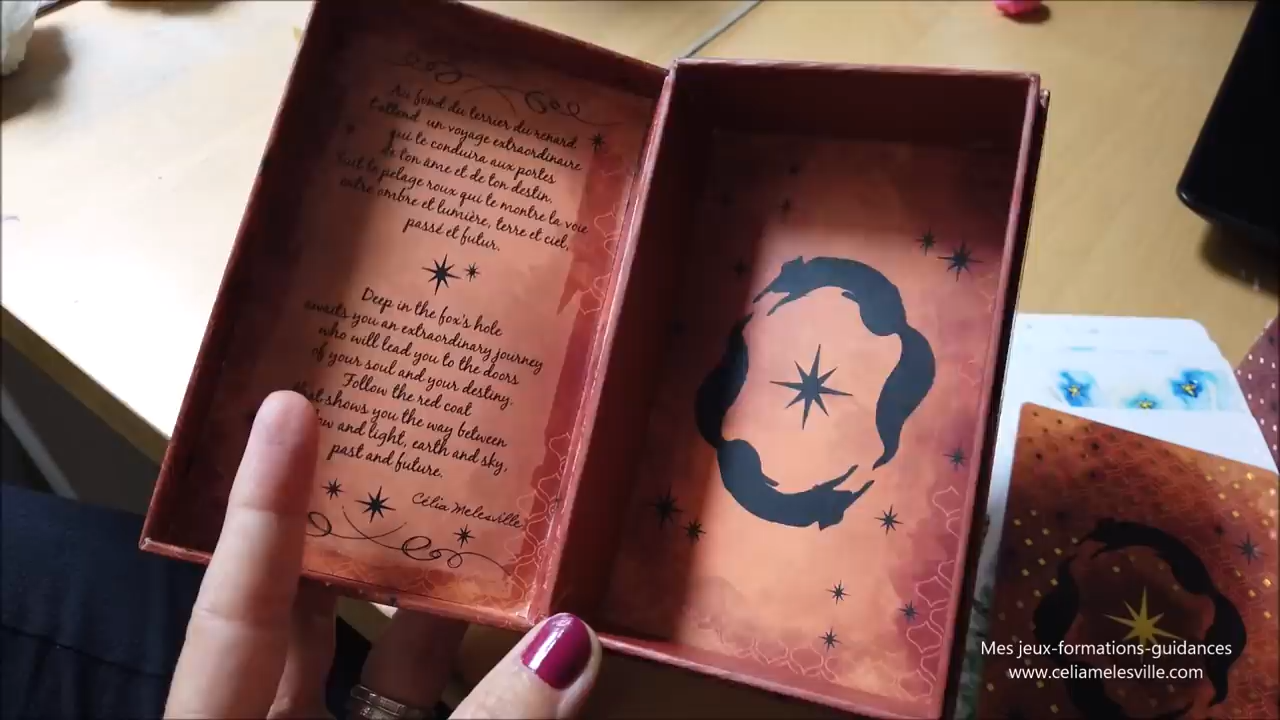 Au fond du terrier du renard
t'attend un voyage extraordinaire
qui te conduira aux portes
de ton âme et de ton destin.
Suit le pelage roux qui te montre la voie
entre ombre et lumière, terre et ciel,
passé et futur.
Deep in the fox's hole
awaits you an extraordinary journey
who will lead you to the doors
of your soul and your destiny.
Follow the red coat
that shows you the way between
and light, earth and sky,
past and future.
Célia Melesville
Mes jeux-formations-guidances
www.celiamelesville.com